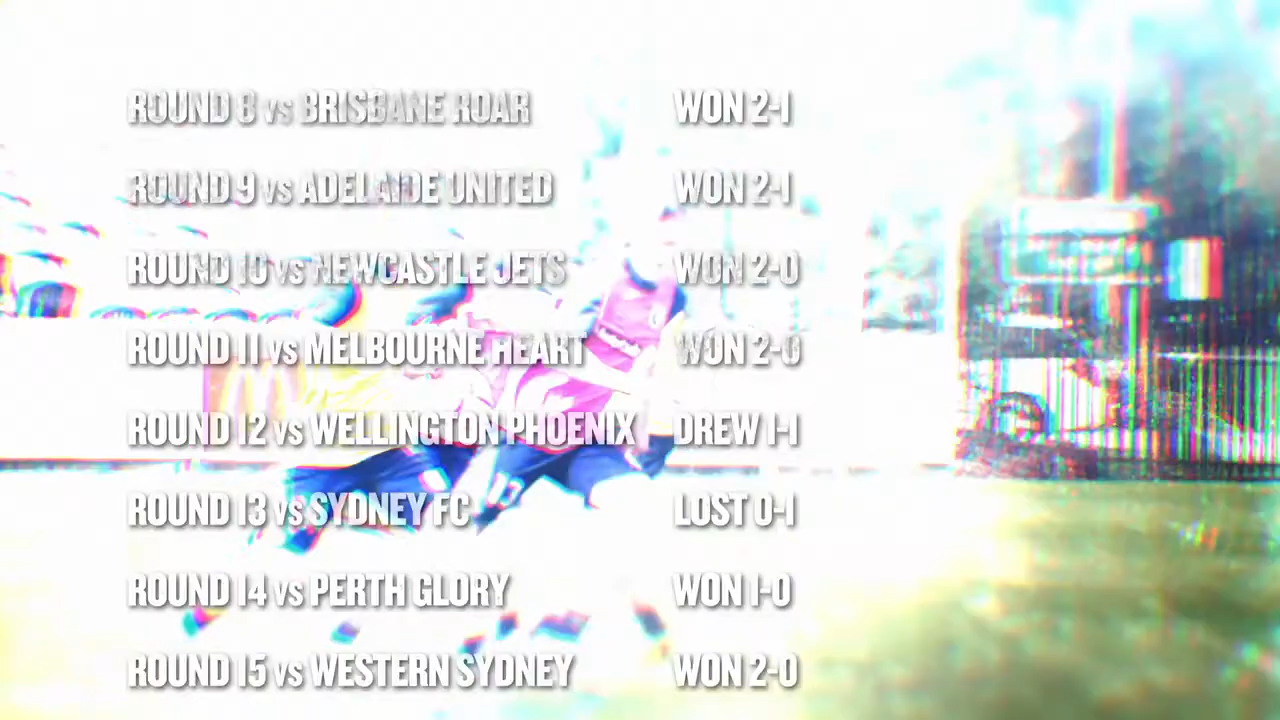 ROUND 8 vs BRISBANE ROAR WON 2-1
ROUND 9 vs ADELAIDE UNITED WON 2-1
ROUND 10 vs NEWCASTLE JETS WON 2-0
ROUND 11 vs MELBOURNE HEART WON 2-0
ROUND 12 vs WELLINGTON PHOENIX DREW 1-1
ROUND 13 vs SYDNEY FC LOST 0-1
ROUND 14 vs PERTH GLORY WON 1-0
ROUND 15 vs WESTERN SYDNEY WON 2-0